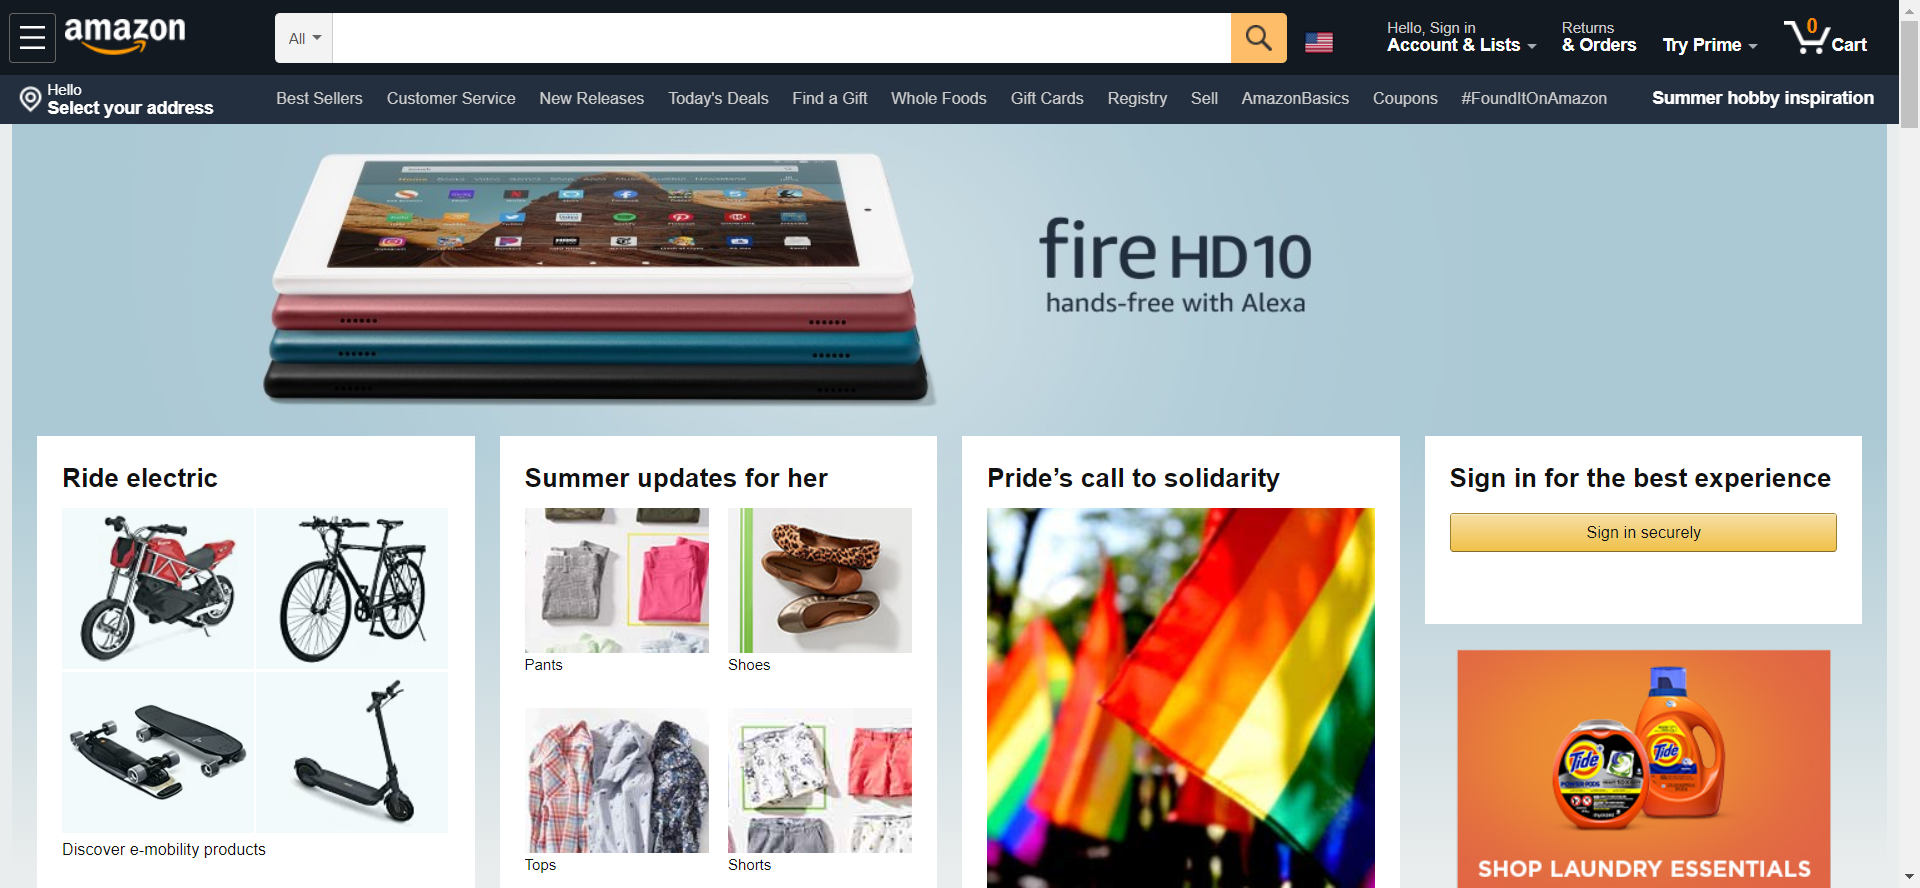 amazon
All
Hello, Sign in
Account & Lists
Returns
& Orders
Try Prime
0
Cart
Hello
Select your address
Best Sellers
Customer Service
New Releases
Today's Deals
Find a Gift
Whole Foods
Gift Cards
Registry
Sell
AmazonBasics
Coupons
#FoundItOnAmazon
Summer hobby inspiration
fire HD10
hands-free with Alexa
Ride electric
Discover e-mobility products
Summer updates for her
Pants
Shoes
Tops
Shorts
Pride’s call to solidarity
Sign in for the best experience
Sign in securely
Tide
Tide
SHOP LAUNDRY ESSENTIALS